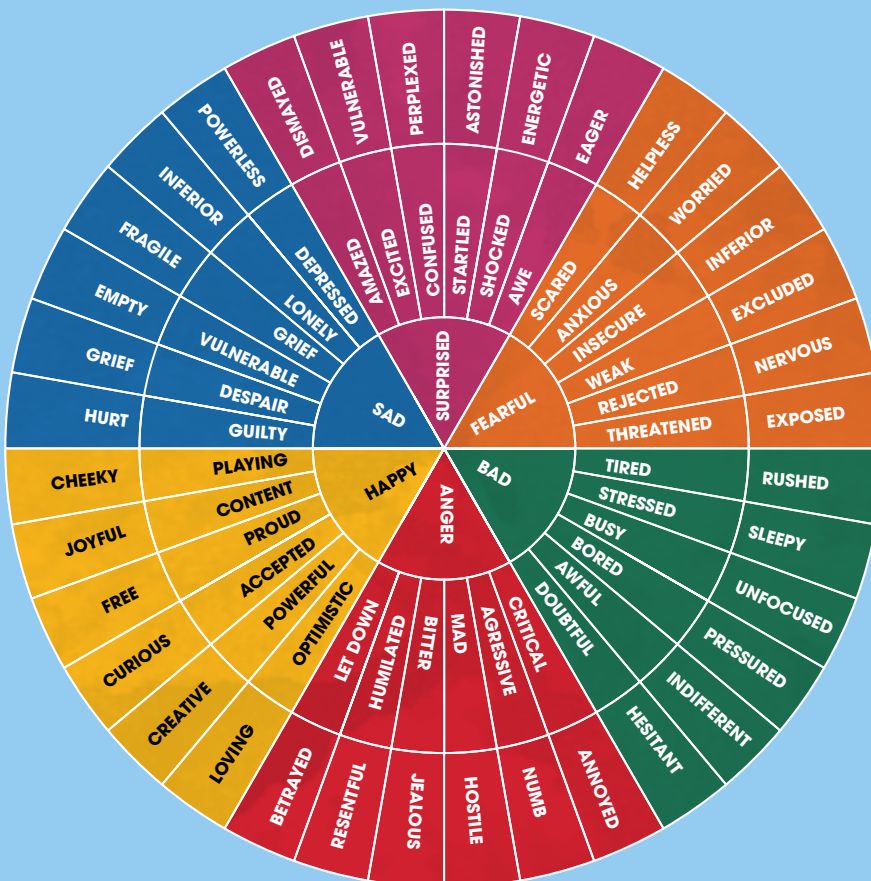 SURPRISED
AMAZED
EXCITED
CONFUSED
STARTLED
SHOCKED
AWE
DISMAYED
VULNERABLE
PERPLEXED
ASTONISHED
ENERGETIC
EAGER
FEARFUL
SCARED
ANXIOUS
INSECURE
WEAK
REJECTED
THREATENED
HELPLESS
WORRIED
INFERIOR
EXCLUDED
NERVOUS
EXPOSED
BAD
TIRED
STRESSED
BUSY
BORED
AWFUL
DOUBTFUL
RUSHED
SLEEPY
UNFOCUSED
PRESSURED
INDIFFERENT
HESITANT
ANGER
CRITICAL
AGRESSIVE
MAD
BITTER
HUMILATED
LET DOWN
ANNOYED
NUMB
HOSTILE
JEALOUS
RESENTFUL
BETRAYED
HAPPY
OPTIMISTIC
POWERFUL
ACCEPTED
PROUD
CONTENT
PLAYING
LOVING
CREATIVE
CURIOUS
FREE
JOYFUL
CHEEKY
SAD
GUILTY
DESPAIR
VULNERABLE
GRIEF
LONELY
DEPRESSED
HURT
GRIEF
EMPTY
FRAGILE
INFERIOR
POWERLESS